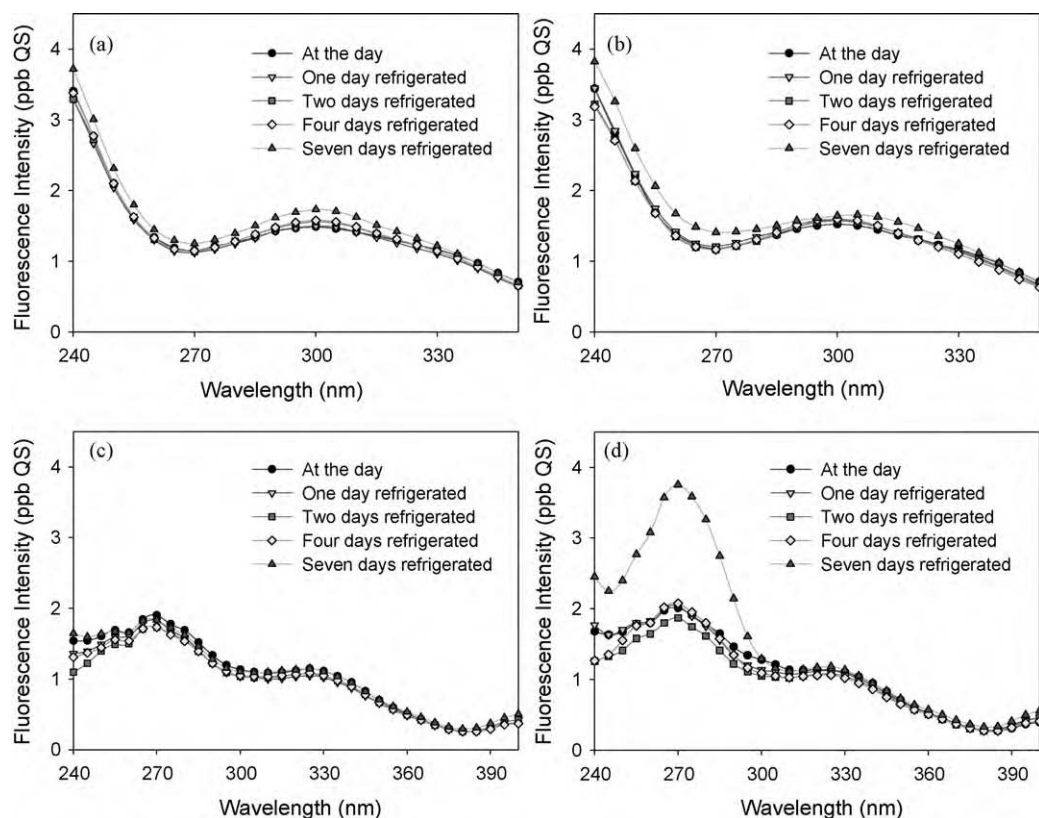 (a)
At the day
One day refrigerated
Two days refrigerated
Four days refrigerated
Seven days refrigerated
Fluorescence Intensity (ppb QS)
4
3
2
1
0
240 270 300 330
Wavelength (nm)
(b)
At the day
One day refrigerated
Two days refrigerated
Four days refrigerated
Seven days refrigerated
Fluorescence Intensity (ppb QS)
4
3
2
1
0
240 270 300 330
Wavelength (nm)
(c)
At the day
One day refrigerated
Two days refrigerated
Four days refrigerated
Seven days refrigerated
Fluorescence Intensity (ppb QS)
4
3
2
1
0
240 270 300 330 360 390
Wavelength (nm)
(d)
At the day
One day refrigerated
Two days refrigerated
Four days refrigerated
Seven days refrigerated
Fluorescence Intensity (ppb QS)
4
3
2
1
0
240 270 300 330 360 390
Wavelength (nm)